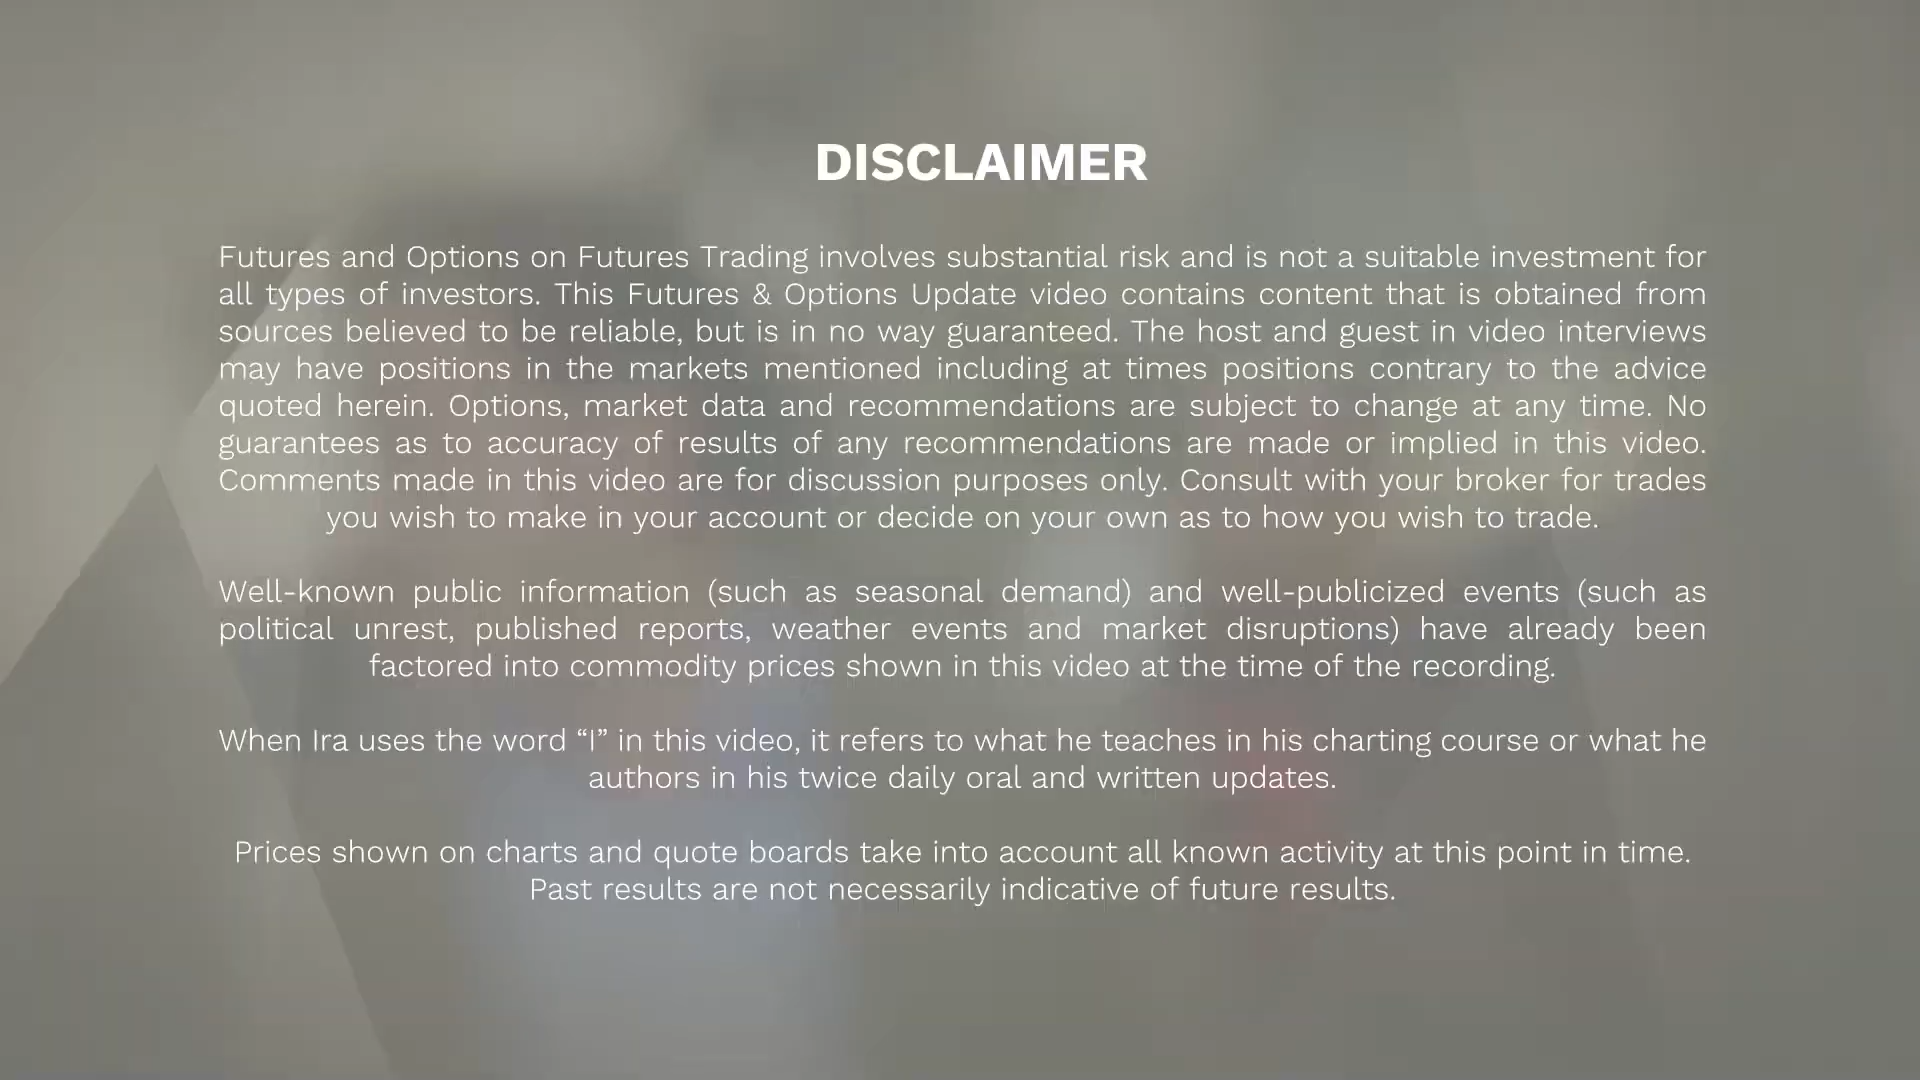 DISCLAIMER
Futures and Options on Futures Trading involves substantial risk and is not a suitable investment for
all types of investors. This Futures & Options Update video contains content that is obtained from
sources believed to be reliable, but is in no way guaranteed. The host and guest in video interviews
may have positions in the markets mentioned including at times positions contrary to the advice
quoted herein. Options, market data and recommendations are subject to change at any time. No
guarantees as to accuracy of results of any recommendations are made or implied in this video.
Comments made in this video are for discussion purposes only. Consult with your broker for trades
you wish to make in your account or decide on your own as to how you wish to trade.
Well-known public information (such as seasonal demand) and well-publicized events (such as
political unrest, published reports, weather events and market disruptions) have already been
factored into commodity prices shown in this video at the time of the recording.
When Ira uses the word “I” in this video, it refers to what he teaches in his charting course or what he
authors in his twice daily oral and written updates.
Prices shown on charts and quote boards take into account all known activity at this point in time.
Past results are not necessarily indicative of future results.